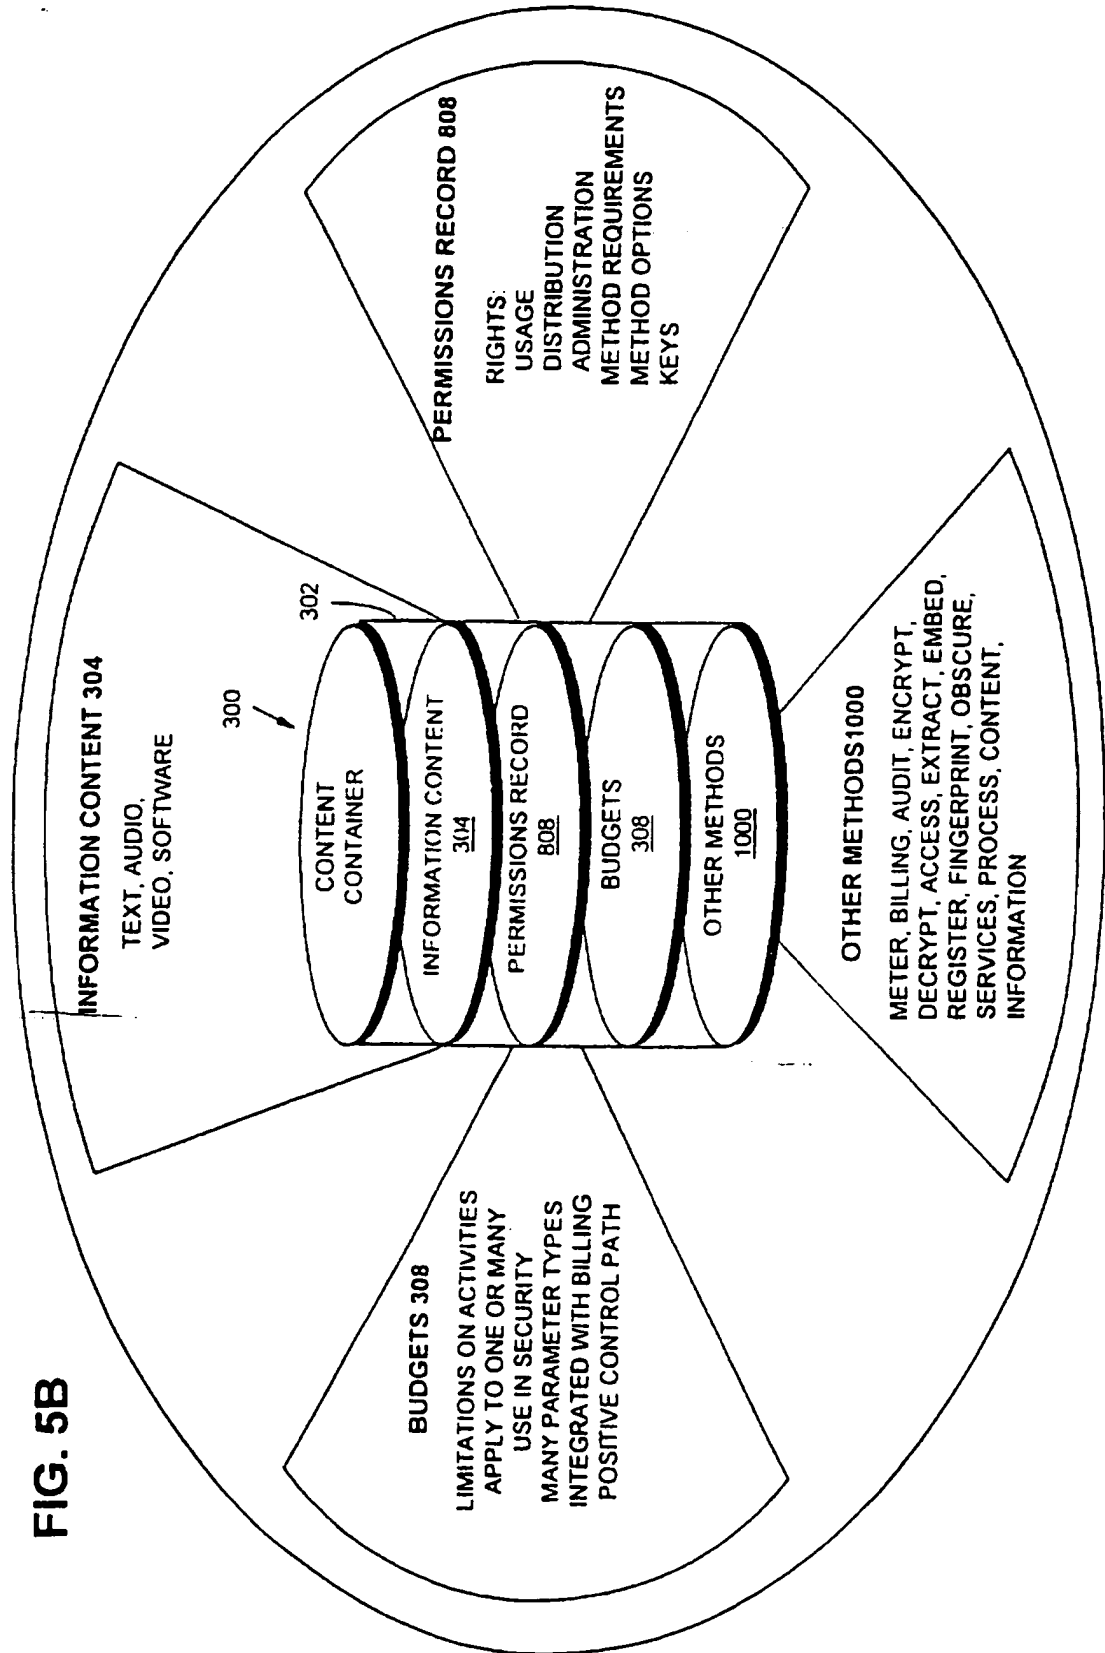 FIG. 5B
INFORMATION CONTENT 304
TEXT, AUDIO,
VIDEO, SOFTWARE
300
302
CONTENT
CONTAINER
INFORMATION CONTENT
304
PERMISSIONS RECORD
808
BUDGETS
308
OTHER METHODS
1000
BUDGETS 308
LIMITATIONS ON ACTIVITIES
APPLY TO ONE OR MANY
USE IN SECURITY
MANY PARAMETER TYPES
INTEGRATED WITH BILLING
POSITIVE CONTROL PATH
PERMISSIONS RECORD 808
RIGHTS:
USAGE
DISTRIBUTION
ADMINISTRATION
METHOD REQUIREMENTS
METHOD OPTIONS
KEYS
OTHER METHODS1000
METER, BILLING, AUDIT, ENCRYPT,
DECRYPT, ACCESS, EXTRACT, EMBED,
REGISTER, FINGERPRINT, OBSCURE,
SERVICES, PROCESS, CONTENT,
INFORMATION